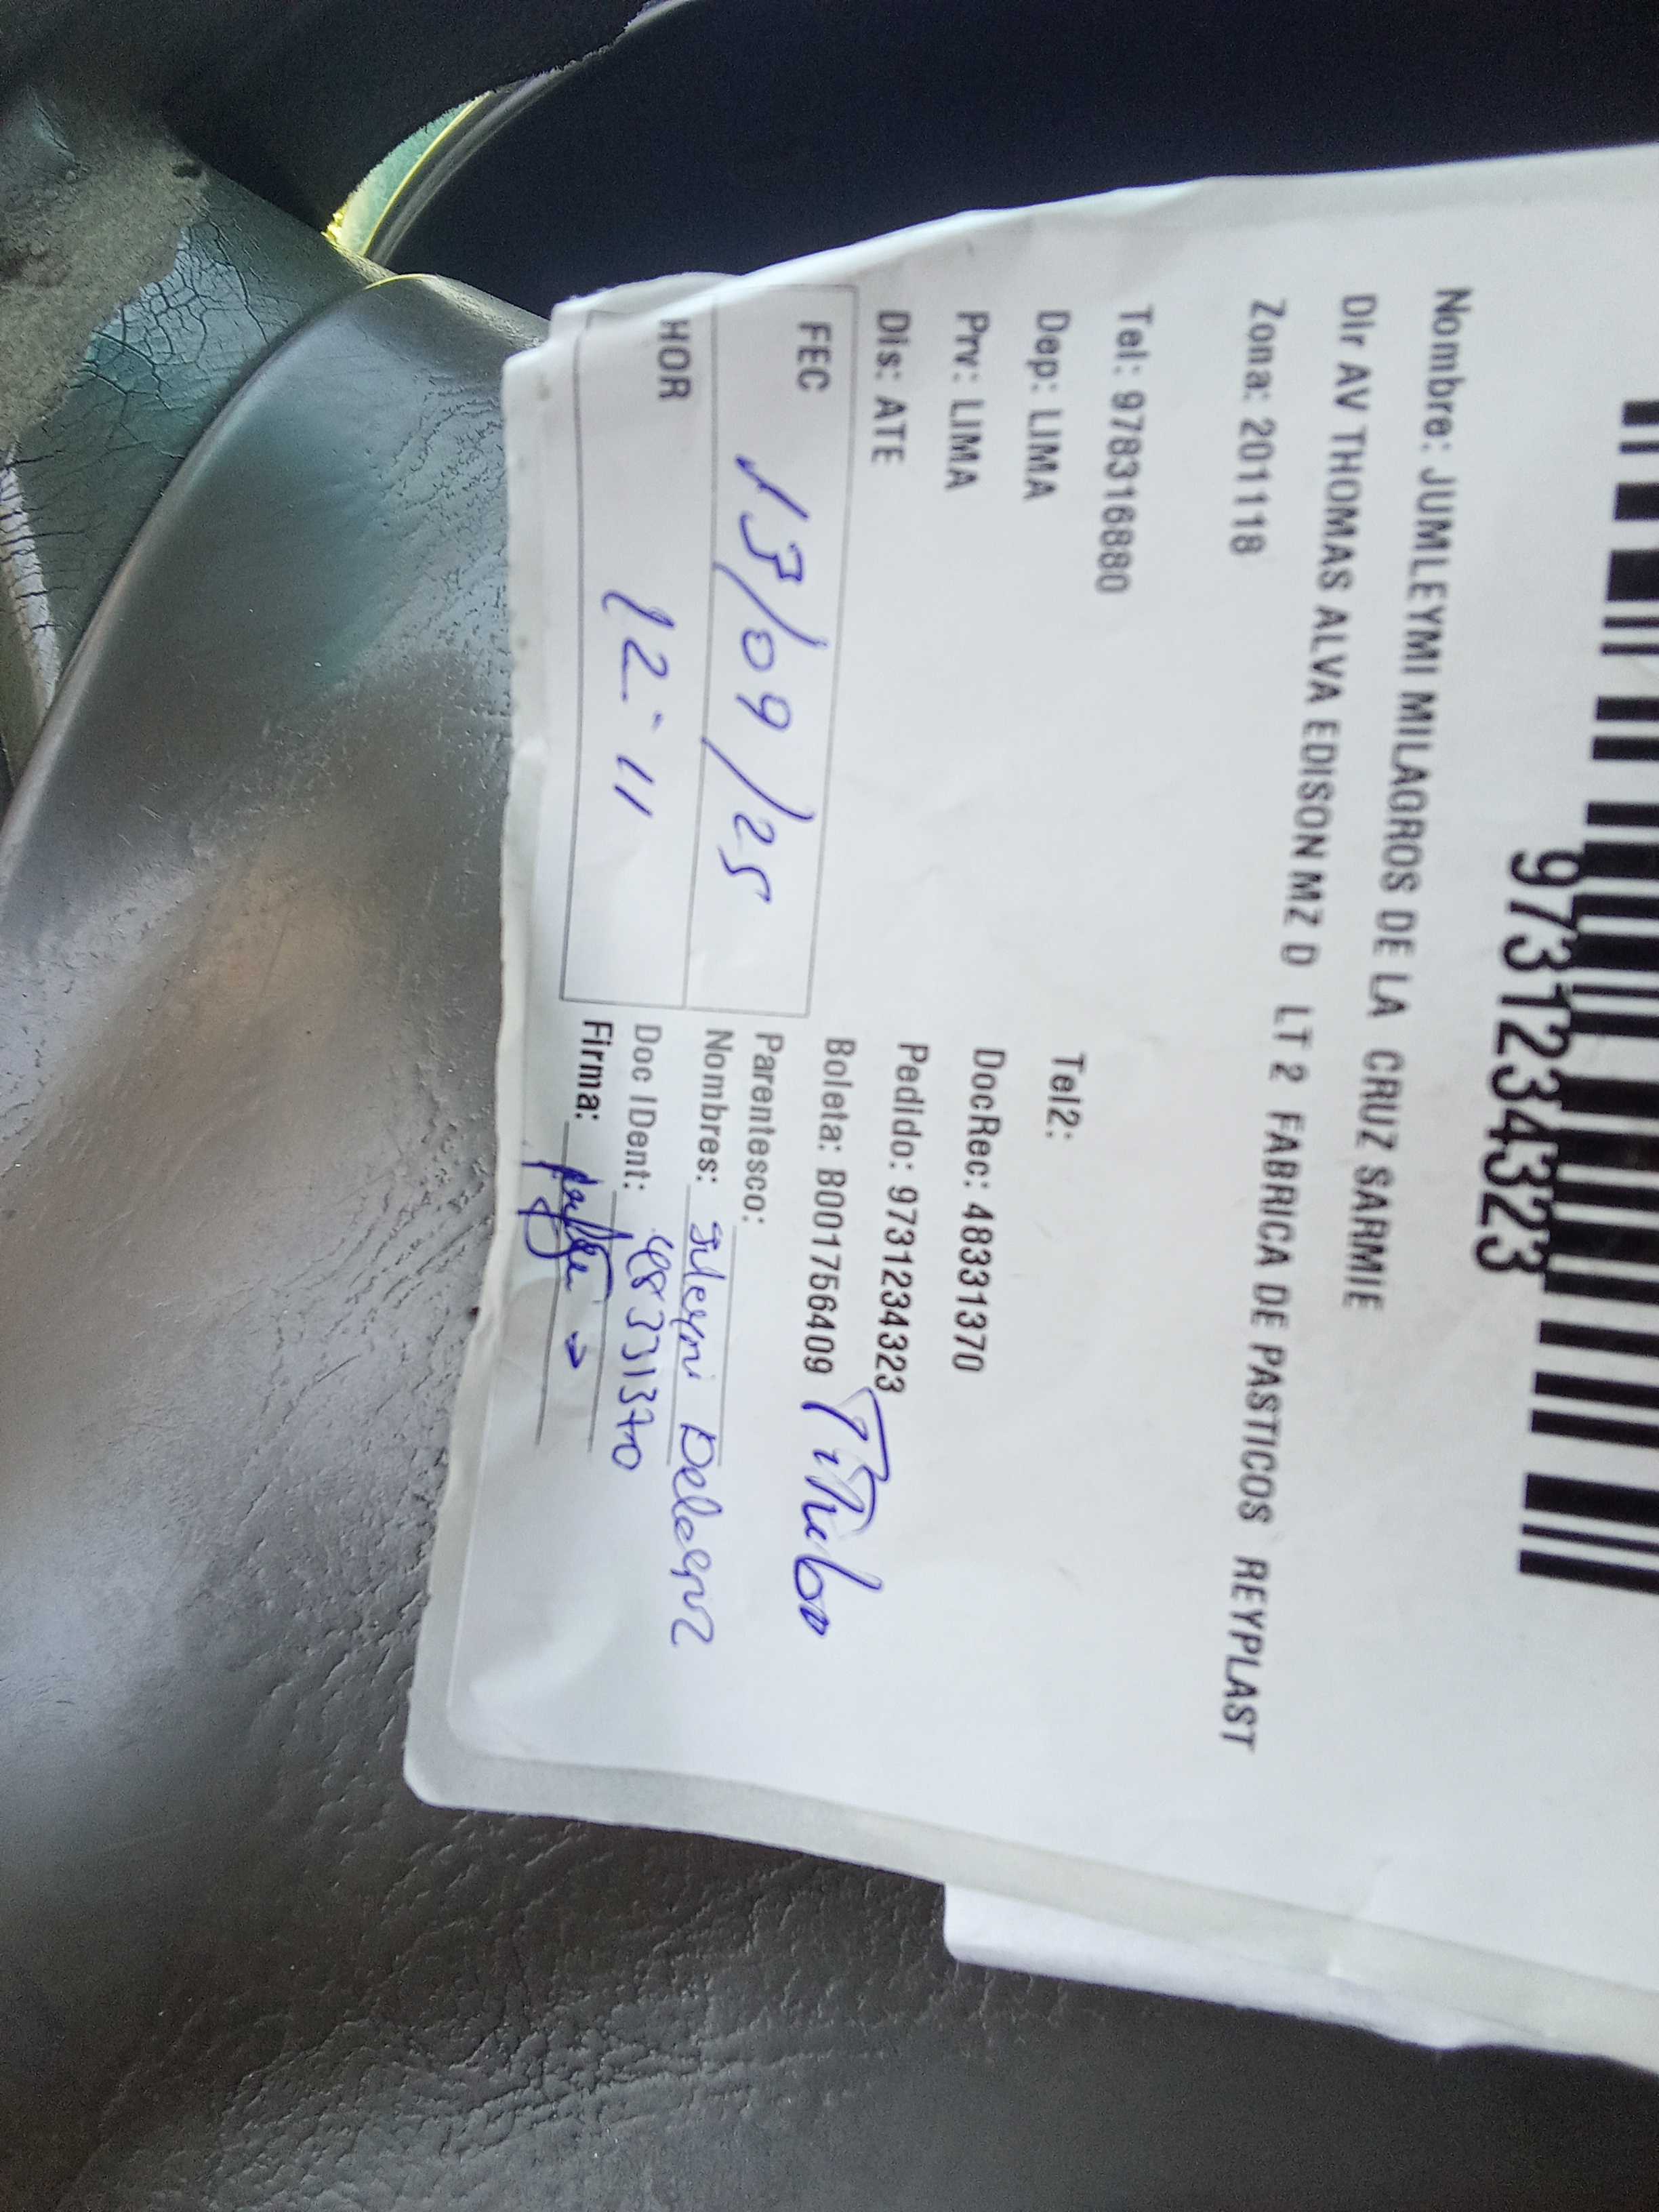 9731234323
Nombre: JUMLEYMI MILAGROS DE LA CRUZ SARMIE
Dir AV THOMAS ALVA EDISON MZ D LT 2 FABRICA DE PASTICOS REYPLAST
Zona: 201118
Tel: 978316880 Tel2:
Dep: LIMA DocRec: 48331370
Prv: LIMA Pedido: 9731234323
Dis: ATE Boleta: B001756409
FEC 13/09/25 Parentesco: Titular
HOR 12:11 Nombres:
Doc IDent: 48331370
Firma: